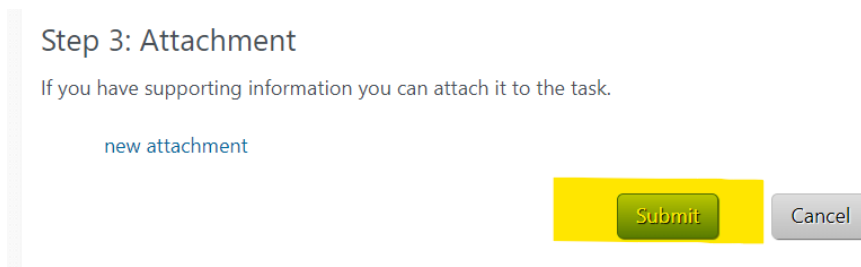 Step 3: Attachment
If you have supporting information you can attach it to the task.
new attachment
Submit Cancel